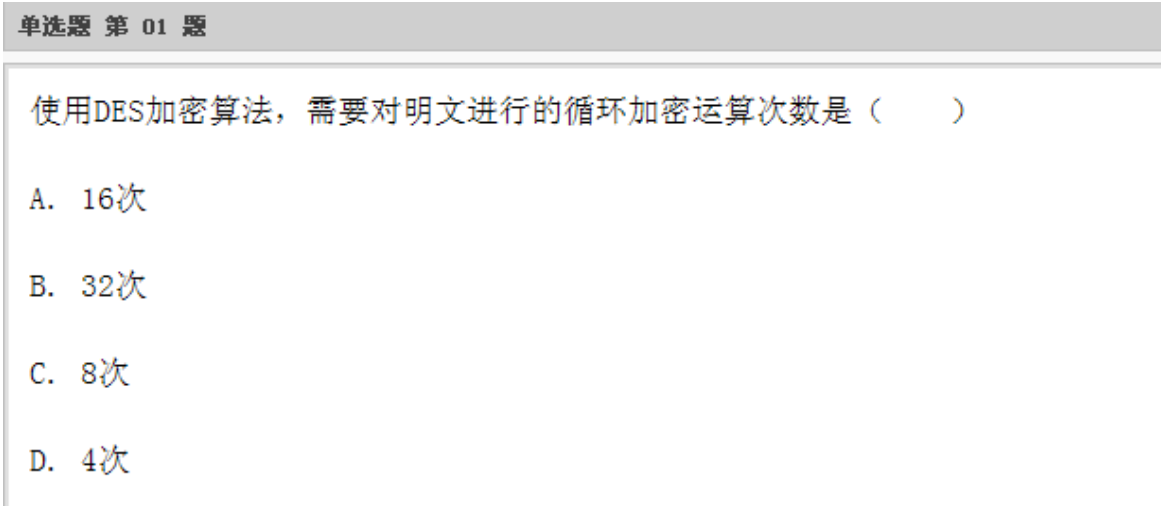 单选题 第 01 题
使用DES加密算法，需要对明文进行的循环加密运算次数是（　　）
A. 16次
B. 32次
C. 8次
D. 4次